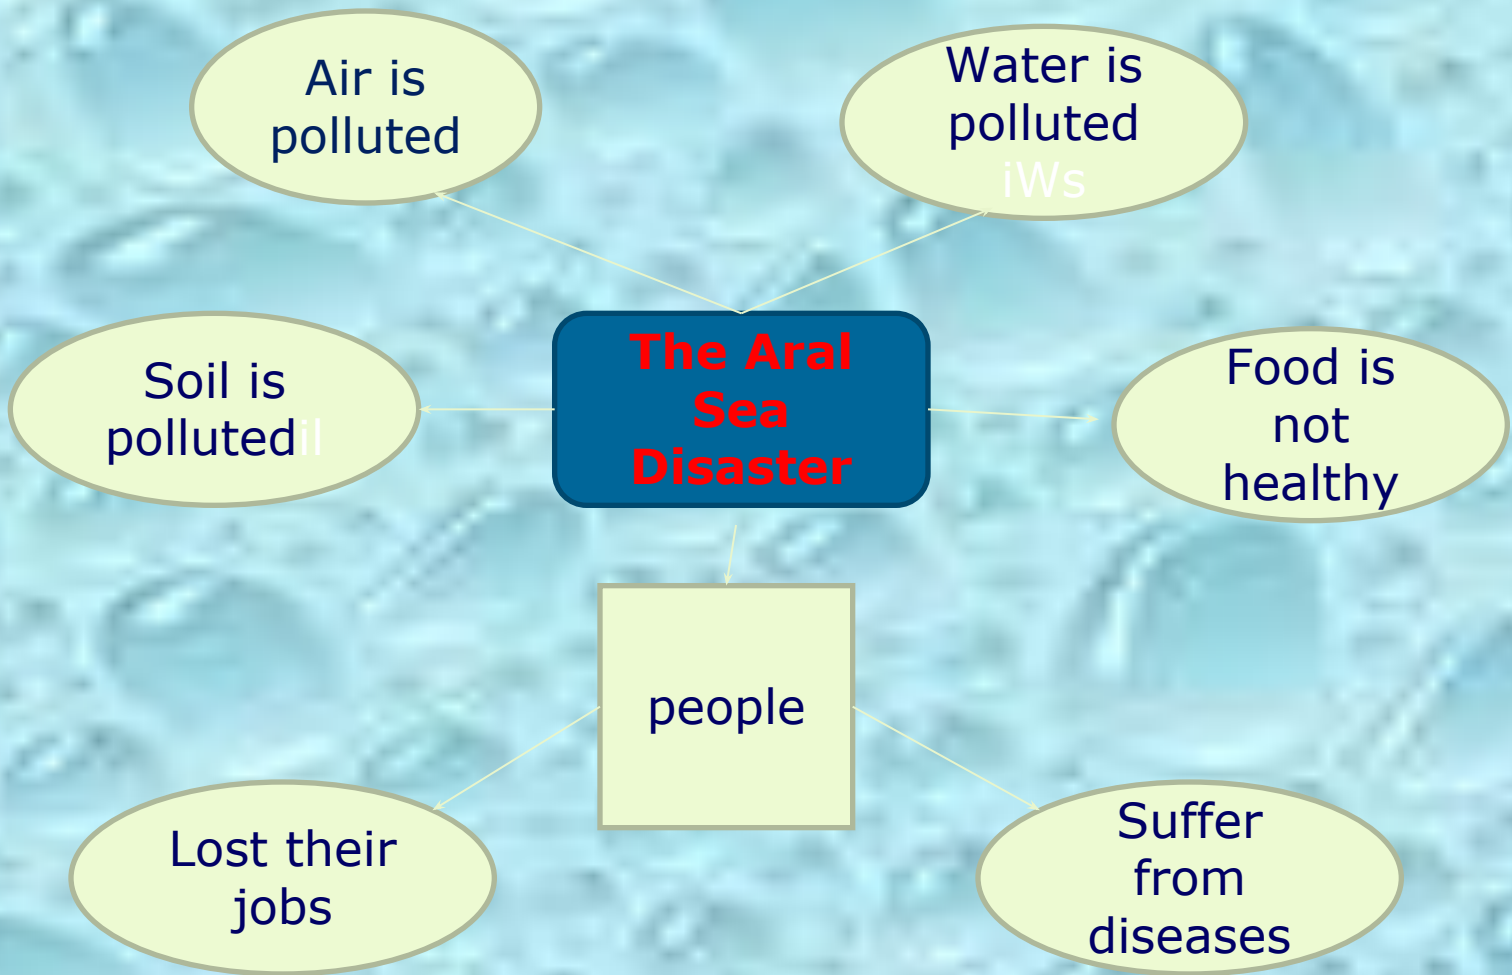 Air is
polluted
Water is
polluted
iWs
Soil is
pollutedil
The Aral
Sea
Disaster
Food is
not
healthy
people
Lost their
jobs
Suffer
from
diseases